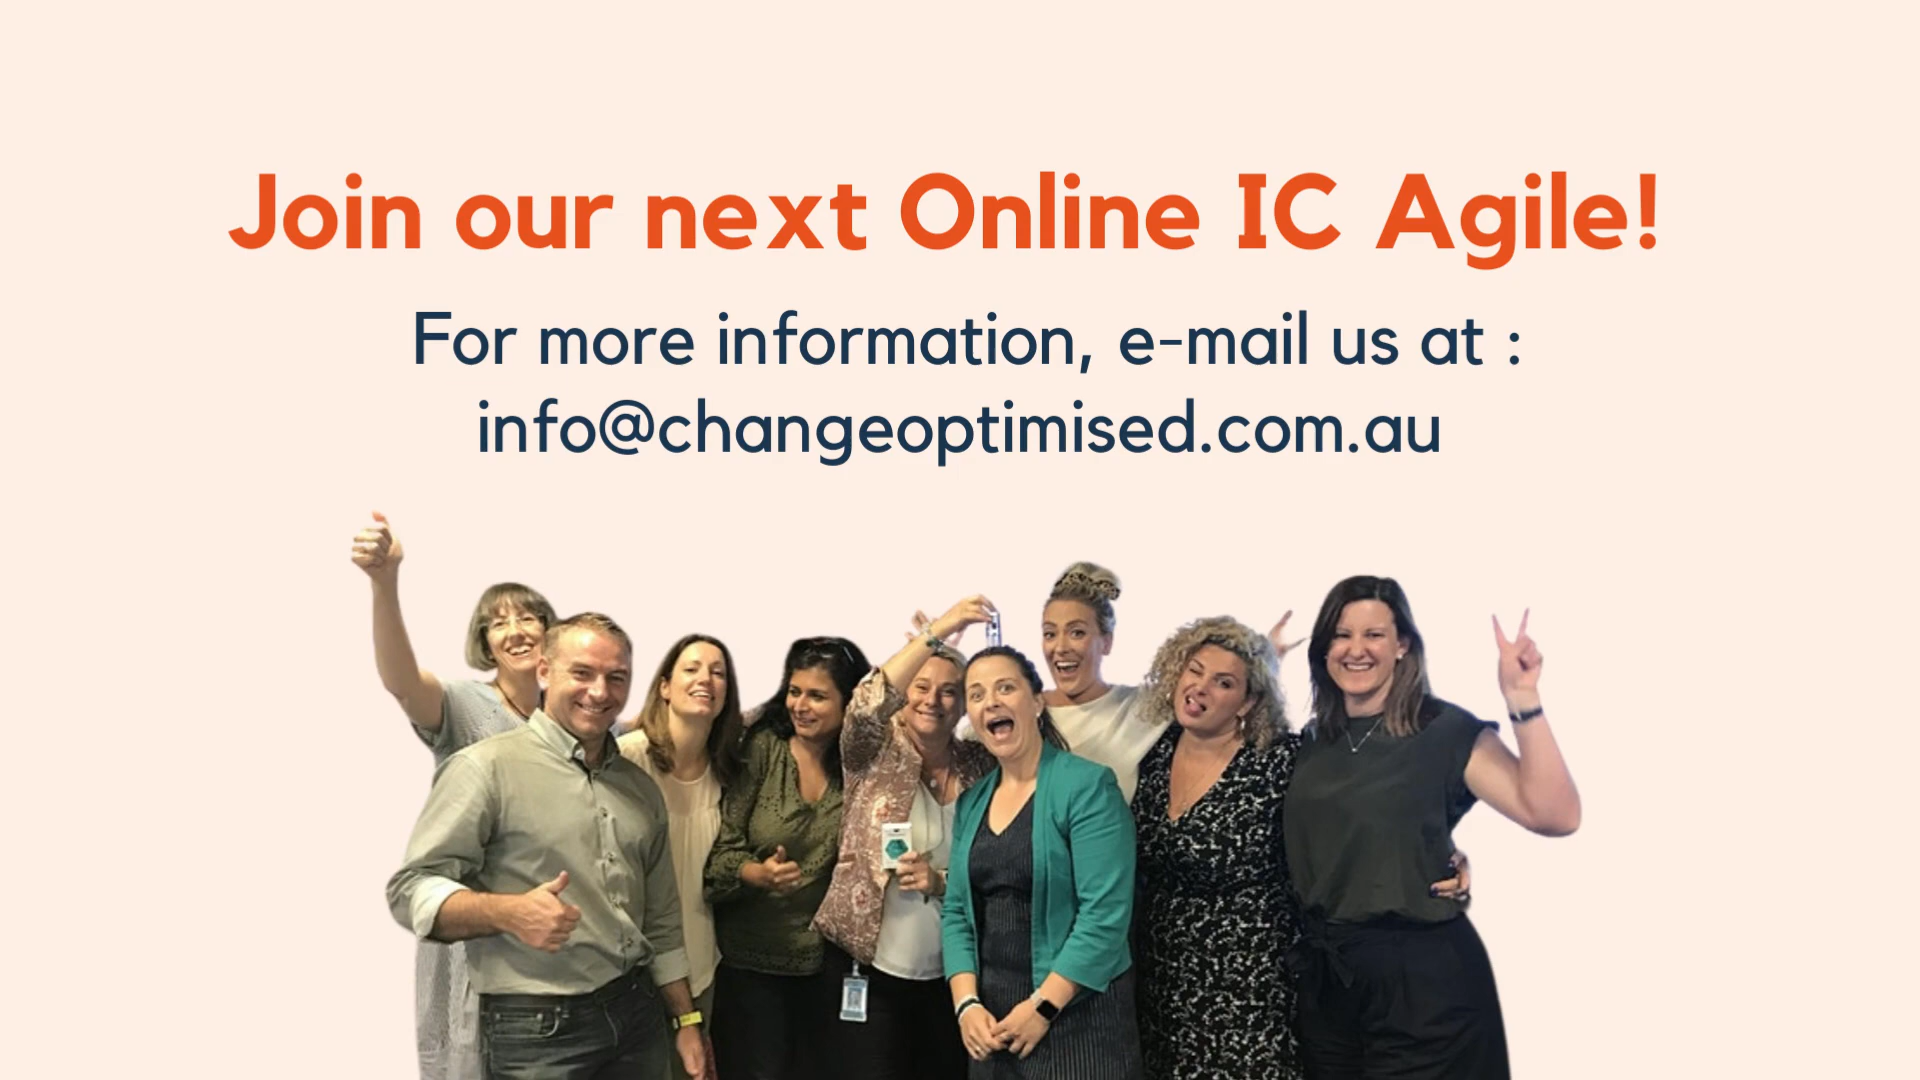 Join our next Online IC Agile!
For more information, e-mail us at :
info@changeoptimised.com.au